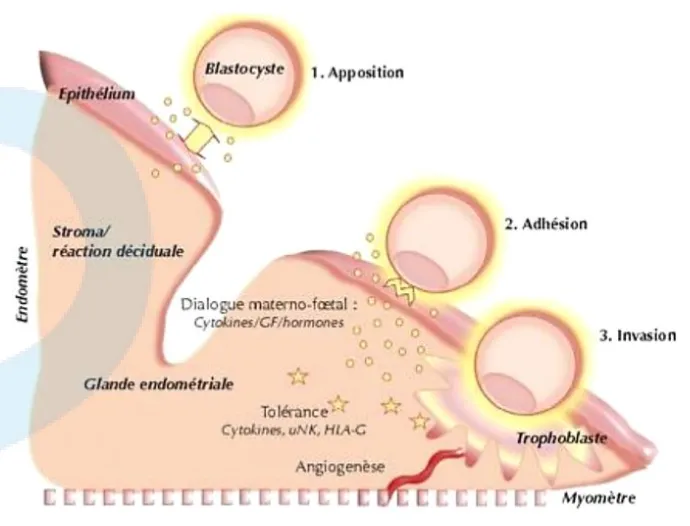 Blastocyste
1. Apposition
Epithélium
2. Adhésion
Stroma/
réaction déciduale
Endomètre
Dialogue materno-fœtal :
Cytokines/GF/hormones
3. Invasion
Glande endométriale
Tolérance
Cytokines, uNK, HLA-G
Trophoblaste
Angiogenèse
Myomètre